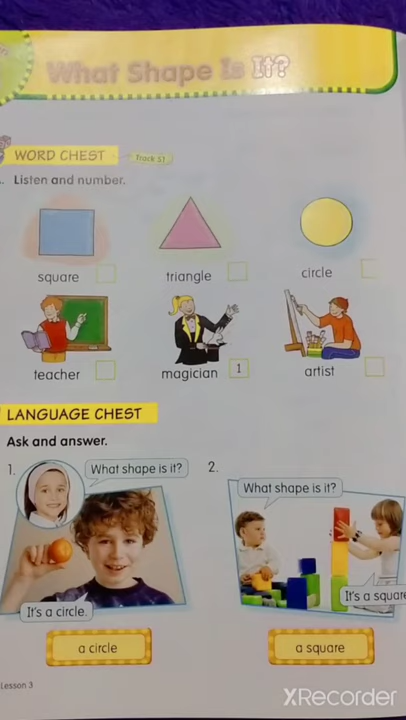 What Shape Is It?
WORD CHEST
Track 51
Listen and number.
square
triangle
circle
teacher
magician
1
artist
LANGUAGE CHEST
Ask and answer.
1.
What shape is it?
It's a circle.
a circle
2.
What shape is it?
It's a square
a square
Lesson 3
XRecorder